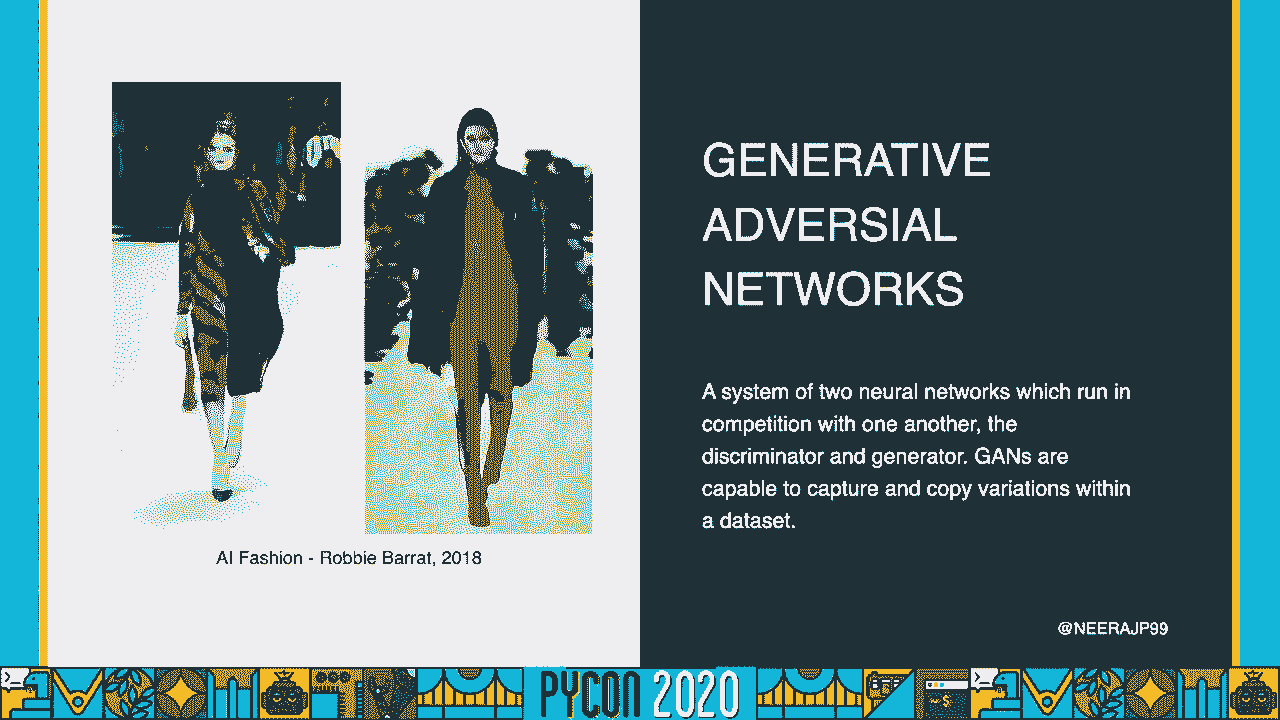 GENERATIVE
ADVERSIAL
NETWORKS
A system of two neural networks which run in
competition with one another, the
discriminator and generator. GANs are
capable to capture and copy variations within
a dataset.
AI Fashion - Robbie Barrat, 2018
@NEERAJP99
PYCON 2020